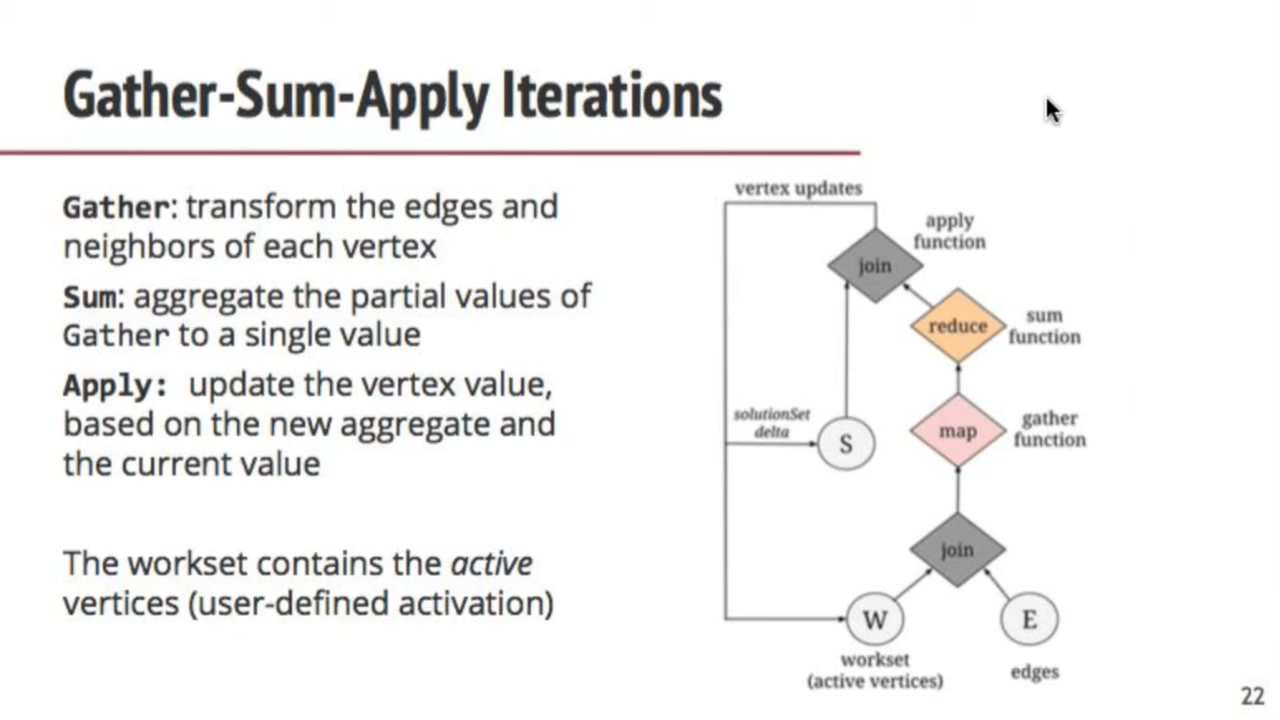 Gather-Sum-Apply Iterations
Gather: transform the edges and
neighbors of each vertex
Sum: aggregate the partial values of
Gather to a single value
Apply: update the vertex value,
based on the new aggregate and
the current value
The workset contains the active
vertices (user-defined activation)
vertex updates
apply
function
join
reduce
sum
function
solutionSet
delta
S
map
gather
function
join
W
E
workset
(active vertices)
edges
22